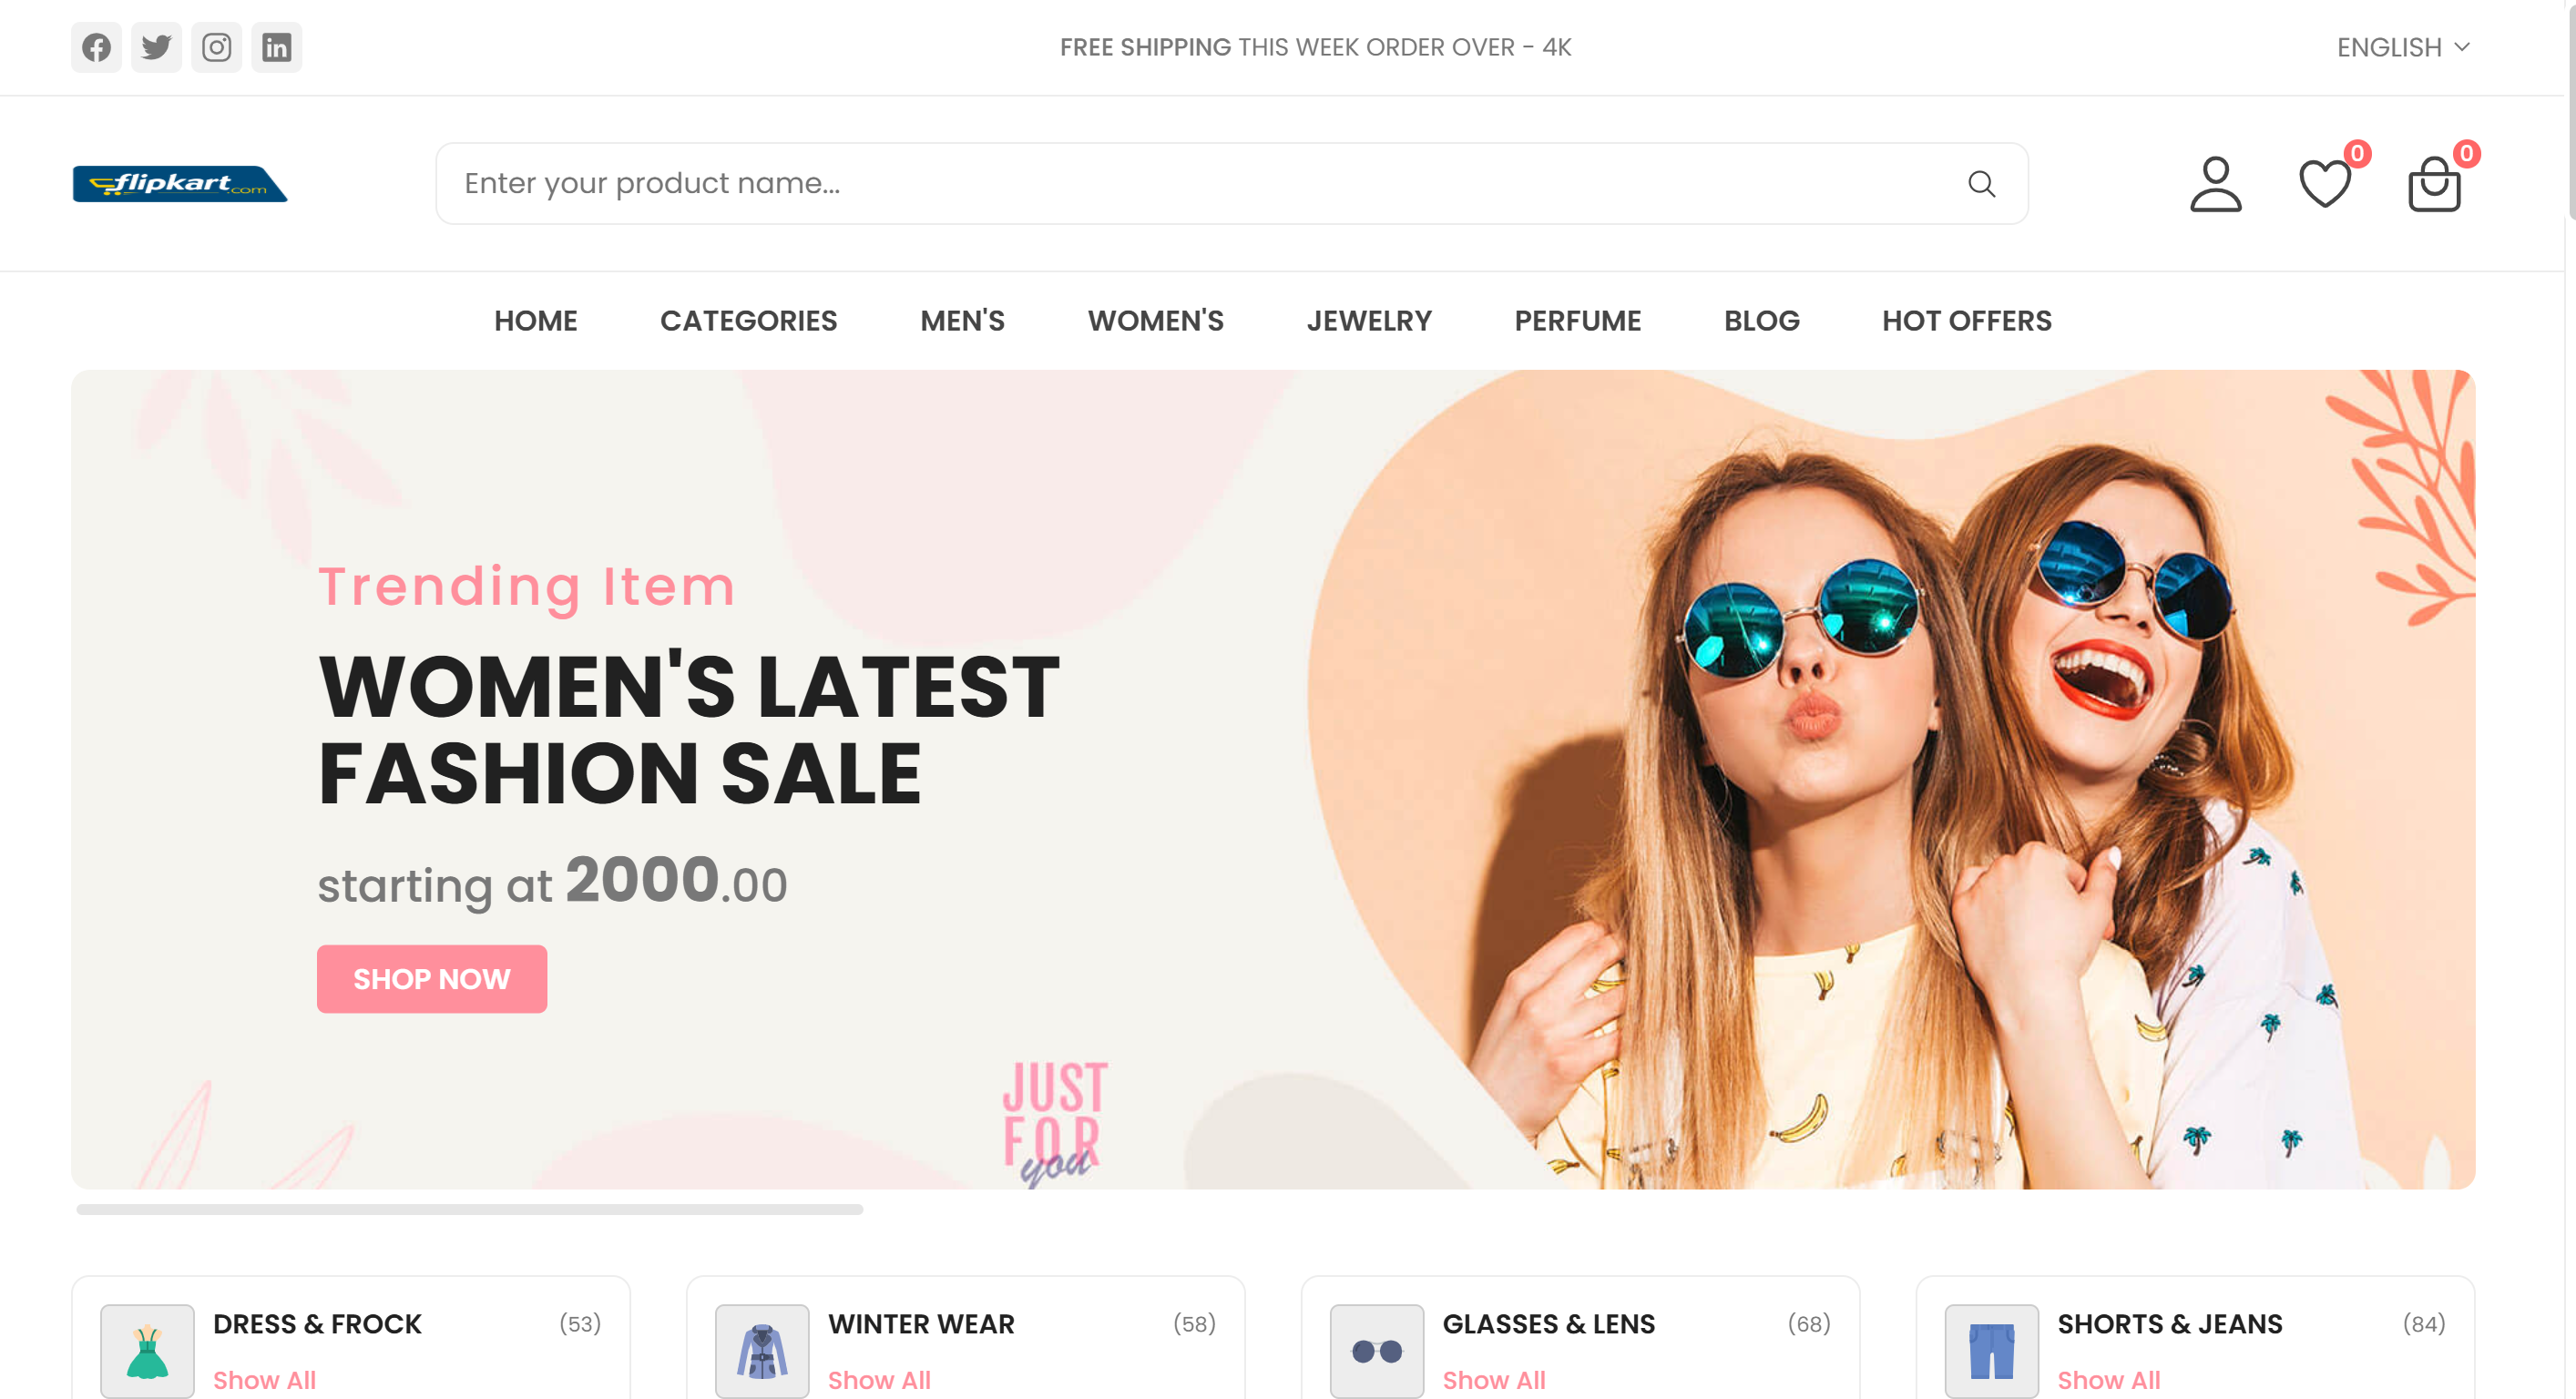 FREE SHIPPING THIS WEEK ORDER OVER - 4K
ENGLISH
flipkart.com
Enter your product name...
0
0
HOME CATEGORIES MEN'S WOMEN'S JEWELRY PERFUME BLOG HOT OFFERS
Trending Item
WOMEN'S LATEST
FASHION SALE
starting at 2000.00
SHOP NOW
JUST
FOR
you
DRESS & FROCK (53)
Show All
WINTER WEAR (58)
Show All
GLASSES & LENS (68)
Show All
SHORTS & JEANS (84)
Show All